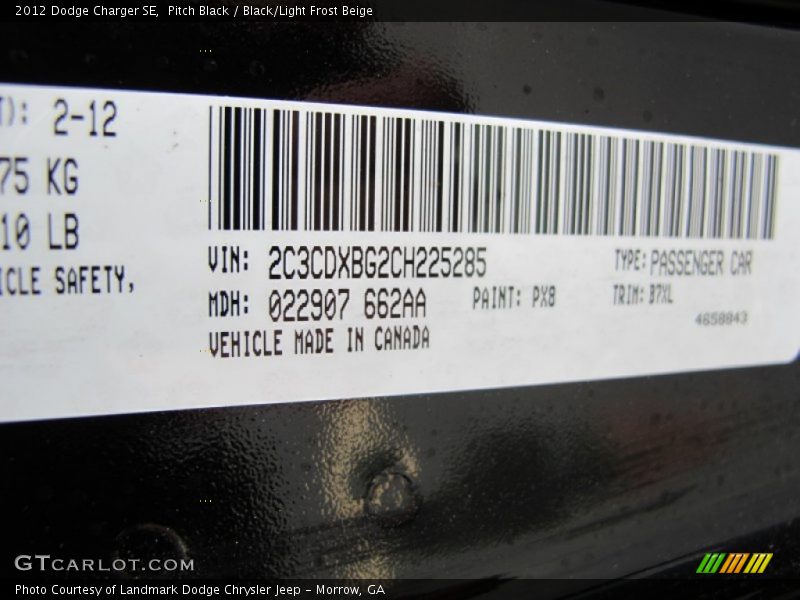 2012 Dodge Charger SE,  Pitch Black / Black/Light Frost Beige
T): 2-12
75 KG
10 LB
ICLE SAFETY,
VIN: 2C3CDXBG2CH225285 TYPE: PASSENGER CAR
MDH: 022907 662AA PAINT: PX8 TRIM: B7XL
4658843
VEHICLE MADE IN CANADA
GTCARLOT.COM
Photo Courtesy of Landmark Dodge Chrysler Jeep - Morrow, GA